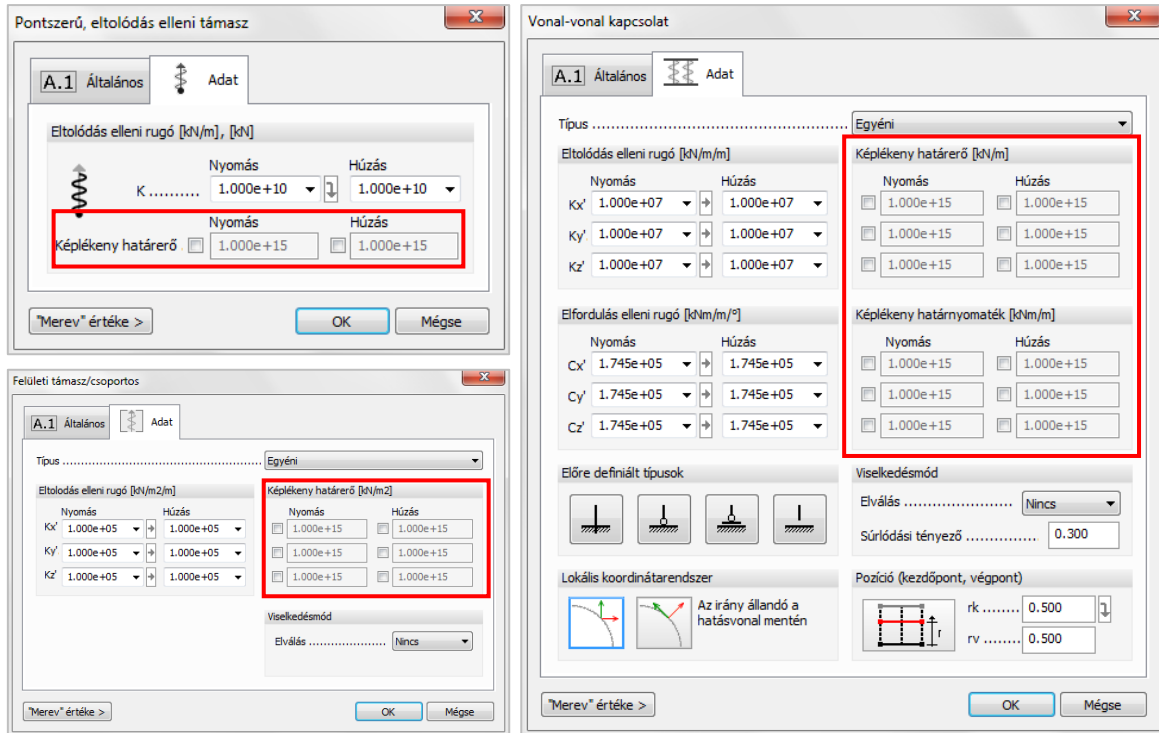 Pontszerű, eltolódás elleni támasz
A.1 Általános Adat
Eltolódás elleni rugó [kN/m], [kN]
Nyomás Húzás
K .......... 1.000e+10 1.000e+10
Nyomás Húzás
Képlékeny határerő 1.000e+15 1.000e+15
"Merev" értéke > OK Mégse
Felületi támasz/csoportos
A.1 Általános Adat
Típus ...................................................... Egyéni
Eltolodás elleni rugó [kN/m2/m] Képlékeny határerő [kN/m2]
Nyomás Húzás Nyomás Húzás
Kx' 1.000e+05 1.000e+05 1.000e+15 1.000e+15
Ky' 1.000e+05 1.000e+05 1.000e+15 1.000e+15
Kz' 1.000e+05 1.000e+05 1.000e+15 1.000e+15
Viselkedésmód
Elválás ...................... Nincs
"Merev" értéke > OK Mégse
Vonal-vonal kapcsolat
A.1 Általános Adat
Típus ...................................................... Egyéni
Eltolódás elleni rugó [kN/m/m] Képlékeny határerő [kN/m]
Nyomás Húzás Nyomás Húzás
Kx' 1.000e+07 1.000e+07 1.000e+15 1.000e+15
Ky' 1.000e+07 1.000e+07 1.000e+15 1.000e+15
Kz' 1.000e+07 1.000e+07 1.000e+15 1.000e+15
Elfordulás elleni rugó [kNm/m/°] Képlékeny határnyomaték [kNm/m]
Nyomás Húzás Nyomás Húzás
Cx' 1.745e+05 1.745e+05 1.000e+15 1.000e+15
Cy' 1.745e+05 1.745e+05 1.000e+15 1.000e+15
Cz' 1.745e+05 1.745e+05 1.000e+15 1.000e+15
Előre definiált típusok Viselkedésmód
Elválás ....................... Nincs
Súrlódási tényező ............... 0.300
Lokális koordinátarendszer Pozíció (kezdőpont, végpont)
Az irány állandó a
hatásvonal mentén
r
rk ........ 0.500
rv ........ 0.500
"Merev" értéke > OK Mégse